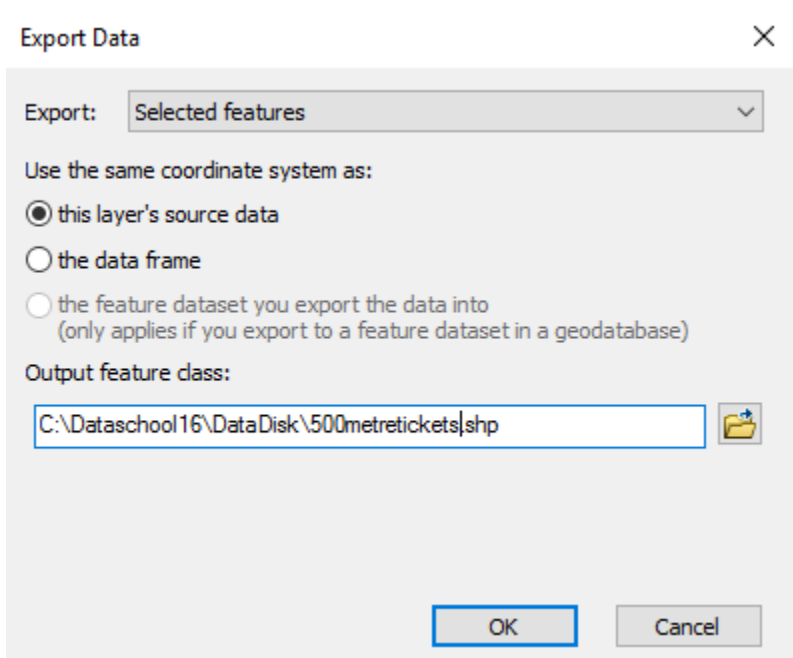 Export Data
Export: Selected features
Use the same coordinate system as:
this layer's source data
the data frame
the feature dataset you export the data into
(only applies if you export to a feature dataset in a geodatabase)
Output feature class:
C:\Dataschool16\DataDisk\500metretickets.shp
OK Cancel